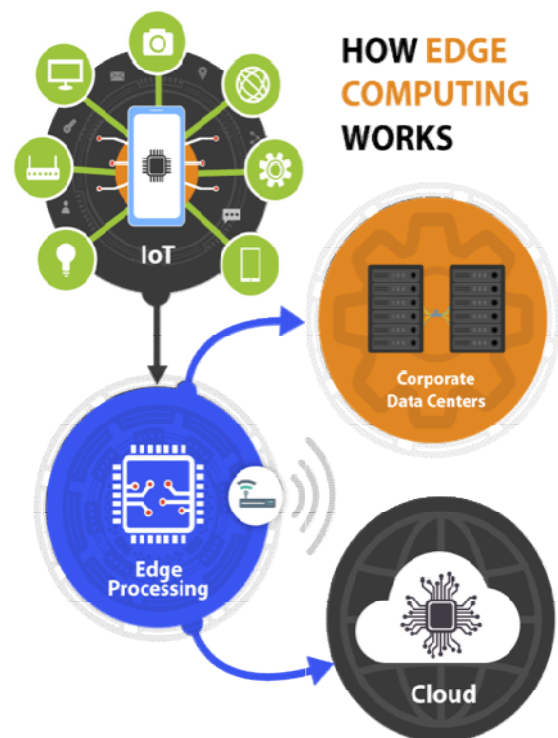 HOW EDGE
COMPUTING
WORKS
IoT
Corporate
Data Centers
Edge
Processing
Cloud